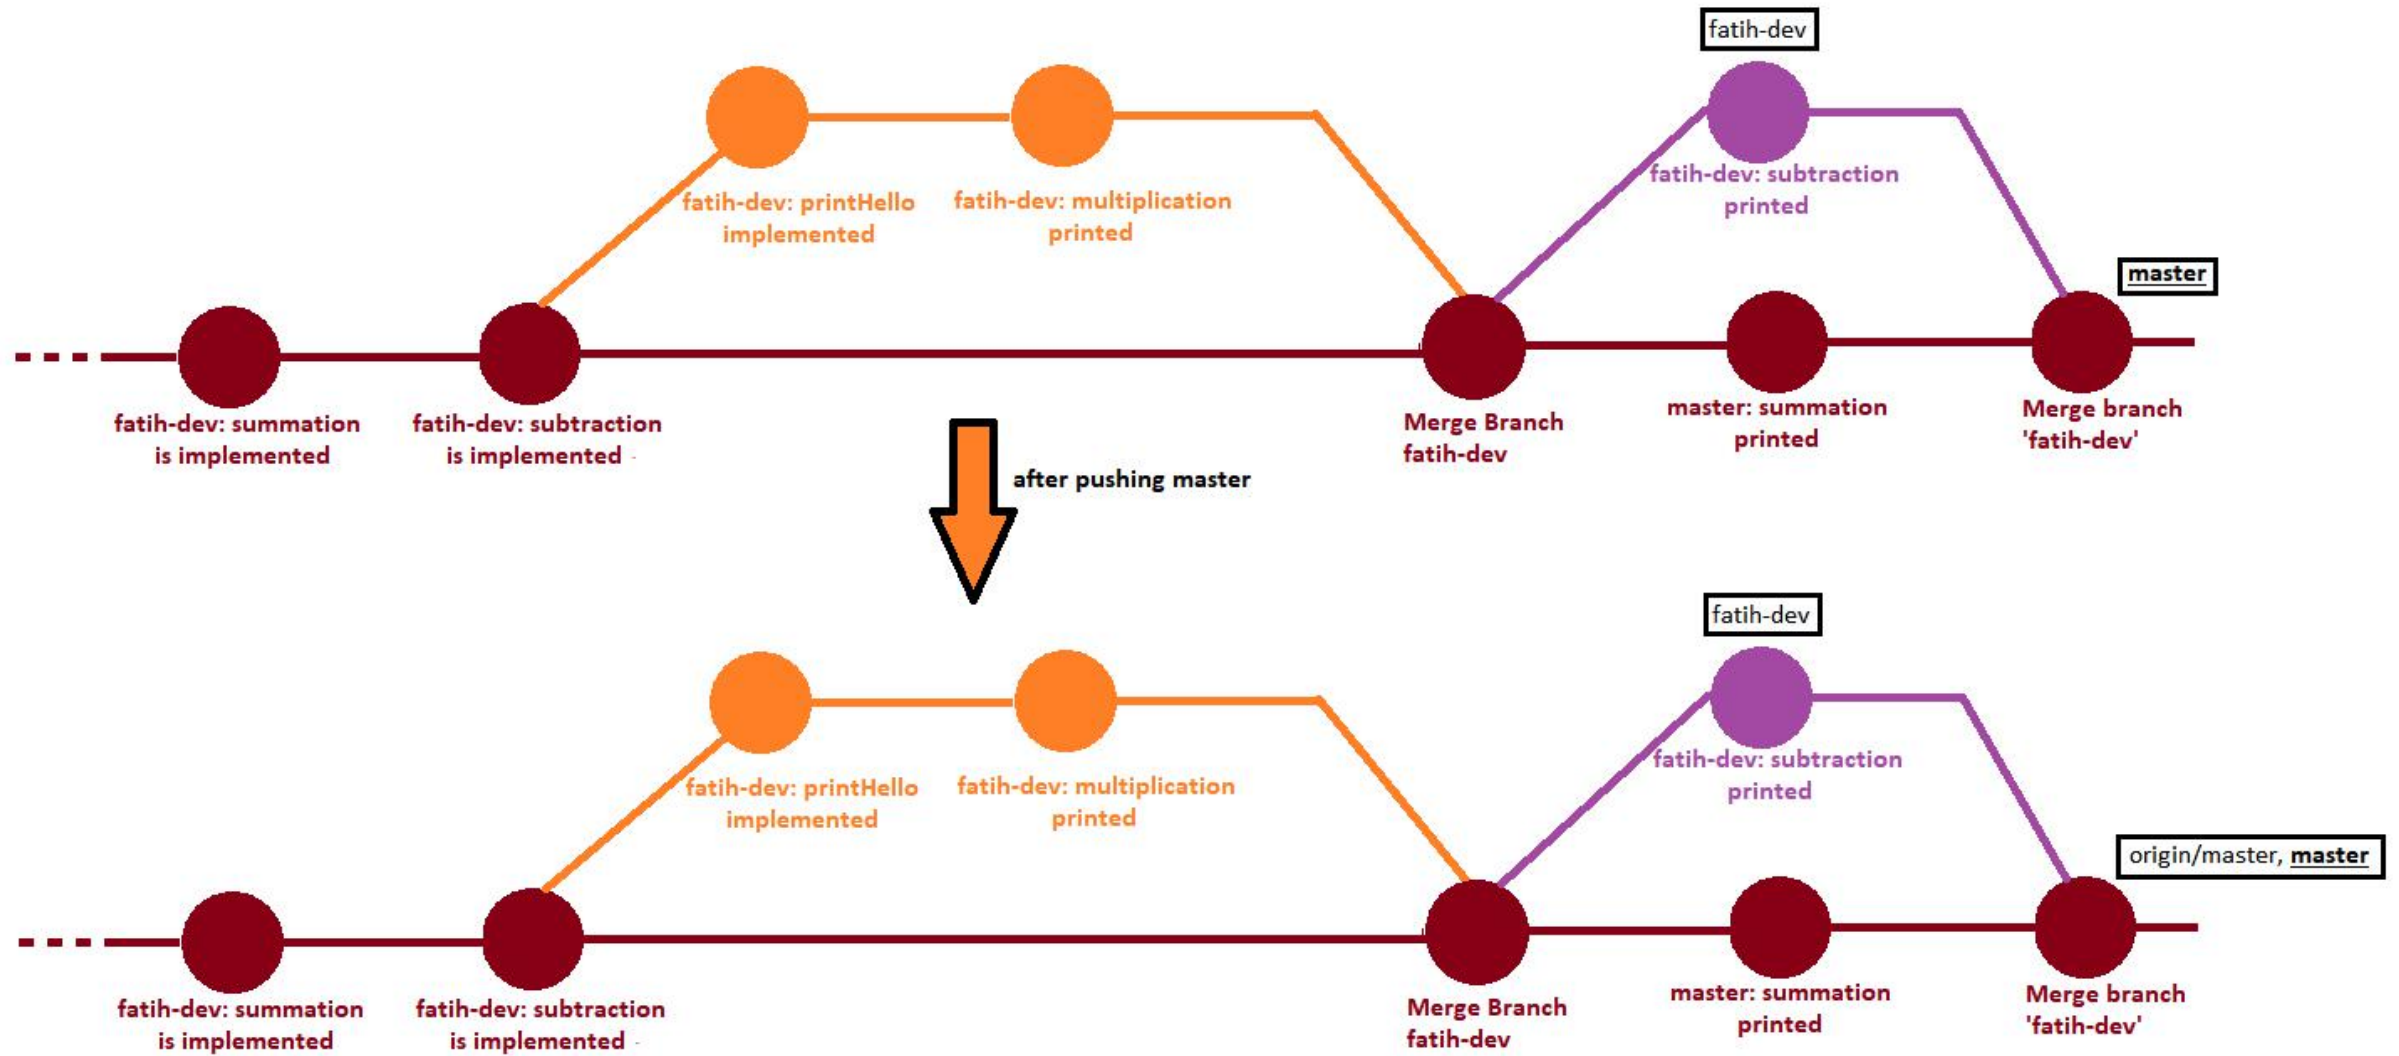 fatih-dev
fatih-dev: printHello
implemented
fatih-dev: multiplication
printed
fatih-dev: subtraction
printed
master
fatih-dev: summation
is implemented
fatih-dev: subtraction
is implemented
Merge Branch
fatih-dev
master: summation
printed
Merge branch
'fatih-dev'
after pushing master
fatih-dev
fatih-dev: printHello
implemented
fatih-dev: multiplication
printed
fatih-dev: subtraction
printed
origin/master, master
fatih-dev: summation
is implemented
fatih-dev: subtraction
is implemented
Merge Branch
fatih-dev
master: summation
printed
Merge branch
'fatih-dev'